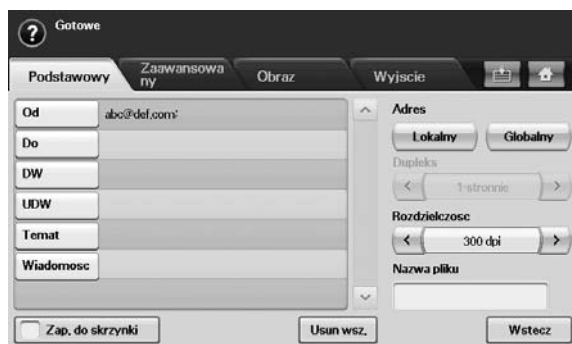 Gotowe
Podstawowy
Zaawansowa
ny
Obraz
Wyjscie
Od
abc@def.com;
Do
DW
UDW
Temat
Wiadomosc
Adres
Lokalny
Globalny
Dupleks
1-stronnie
Rozdzielczosc
300 dpi
Nazwa pliku
Zap. do skrzynki
Usun wsz.
Wstecz